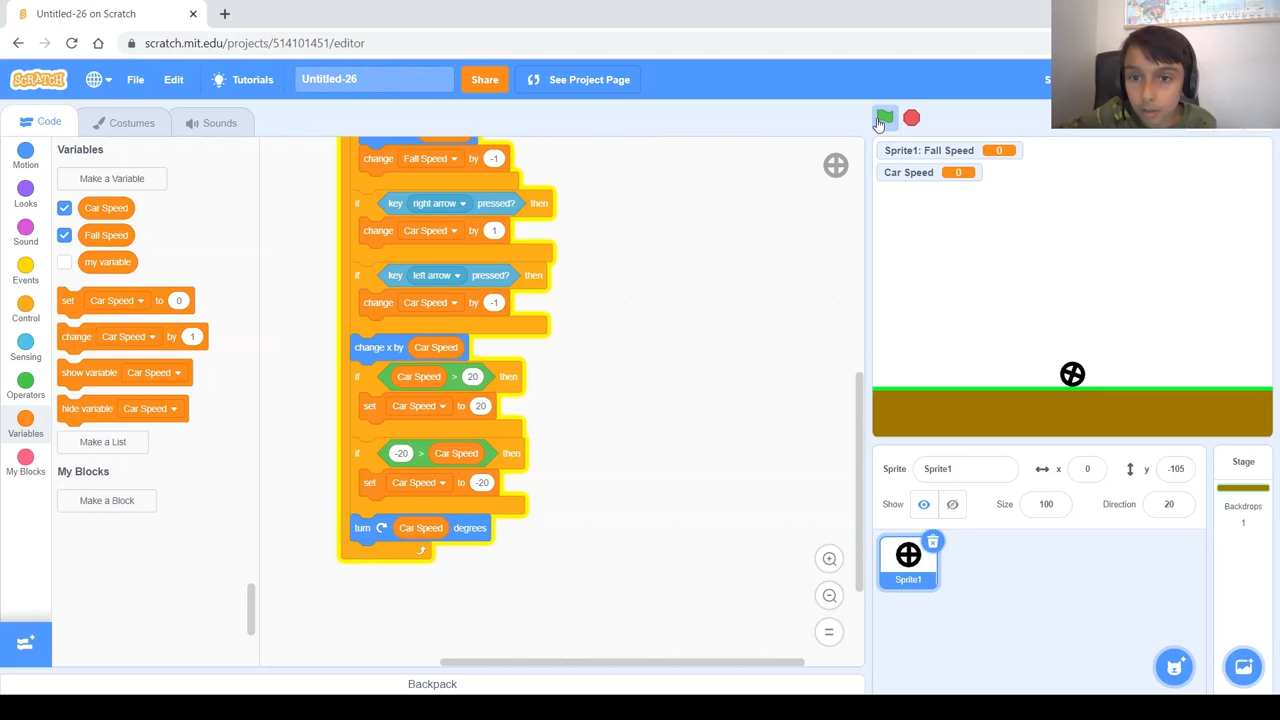 Untitled-26 on Scratch
scratch.mit.edu/projects/514101451/editor
SCRATCH File Edit Tutorials Untitled-26 Share See Project Page
Code Costumes Sounds
Motion
Looks
Sound
Events
Control
Sensing
Operators
Variables
My Blocks
Variables
Make a Variable
Car Speed
Fall Speed
my variable
set Car Speed to 0
change Car Speed by 1
show variable Car Speed
hide variable Car Speed
Make a List
My Blocks
Make a Block
change Fall Speed by -1
if key right arrow pressed? then
change Car Speed by 1
if key left arrow pressed? then
change Car Speed by -1
change x by Car Speed
if Car Speed > 20 then
set Car Speed to 20
if -20 > Car Speed then
set Car Speed to -20
turn Car Speed degrees
Backpack
Sprite1: Fall Speed 0
Car Speed 0
Sprite Sprite1 x 0 y -105
Show Size 100 Direction 20
Sprite1
Stage
Backdrops
1